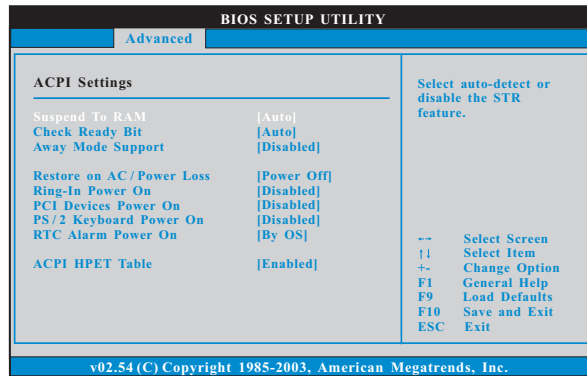 BIOS SETUP UTILITY
Advanced
ACPI Settings
Suspend To RAM [Auto]
Check Ready Bit [Auto]
Away Mode Support [Disabled]
Restore on AC / Power Loss [Power Off]
Ring-In Power On [Disabled]
PCI Devices Power On [Disabled]
PS / 2 Keyboard Power On [Disabled]
RTC Alarm Power On [By OS]
ACPI HPET Table [Enabled]
Select auto-detect or
disable the STR
feature.
←→ Select Screen
↑↓ Select Item
+- Change Option
F1 General Help
F9 Load Defaults
F10 Save and Exit
ESC Exit
v02.54 (C) Copyright 1985-2003, American Megatrends, Inc.